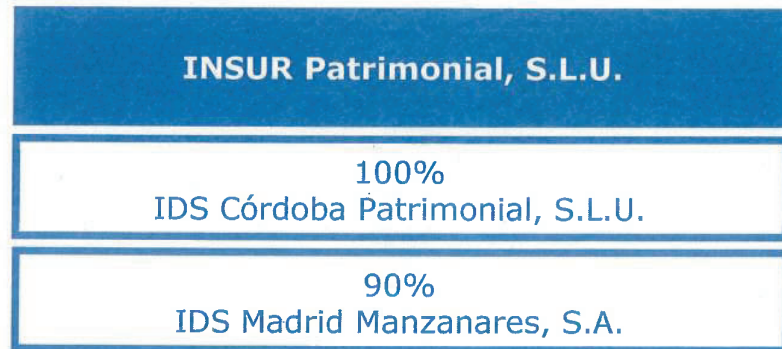 INSUR Patrimonial, S.L.U.
100%
IDS Córdoba Patrimonial, S.L.U.
90%
IDS Madrid Manzanares, S.A.